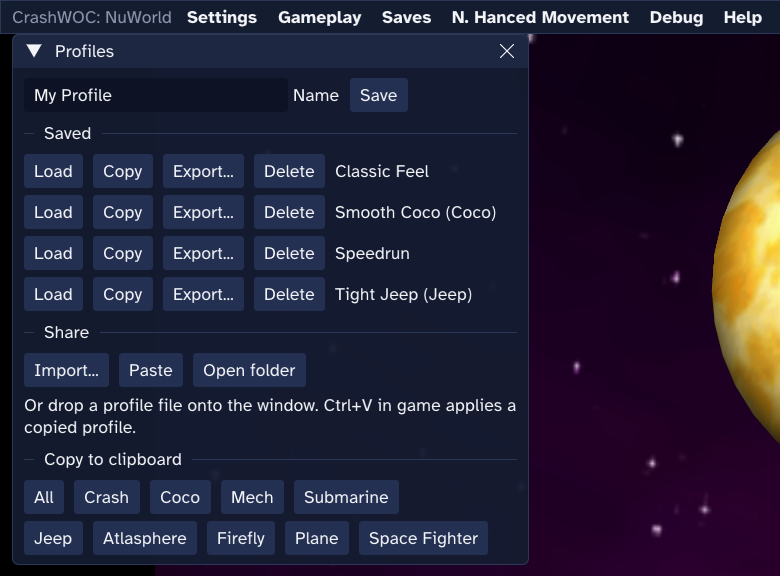 CrashWOC: NuWorld Settings Gameplay Saves N. Hanced Movement Debug Help
Profiles
My Profile Name Save
Saved
Load Copy Export... Delete Classic Feel
Load Copy Export... Delete Smooth Coco (Coco)
Load Copy Export... Delete Speedrun
Load Copy Export... Delete Tight Jeep (Jeep)
Share
Import... Paste Open folder
Or drop a profile file onto the window. Ctrl+V in game applies a
copied profile.
Copy to clipboard
All Crash Coco Mech Submarine
Jeep Atlasphere Firefly Plane Space Fighter